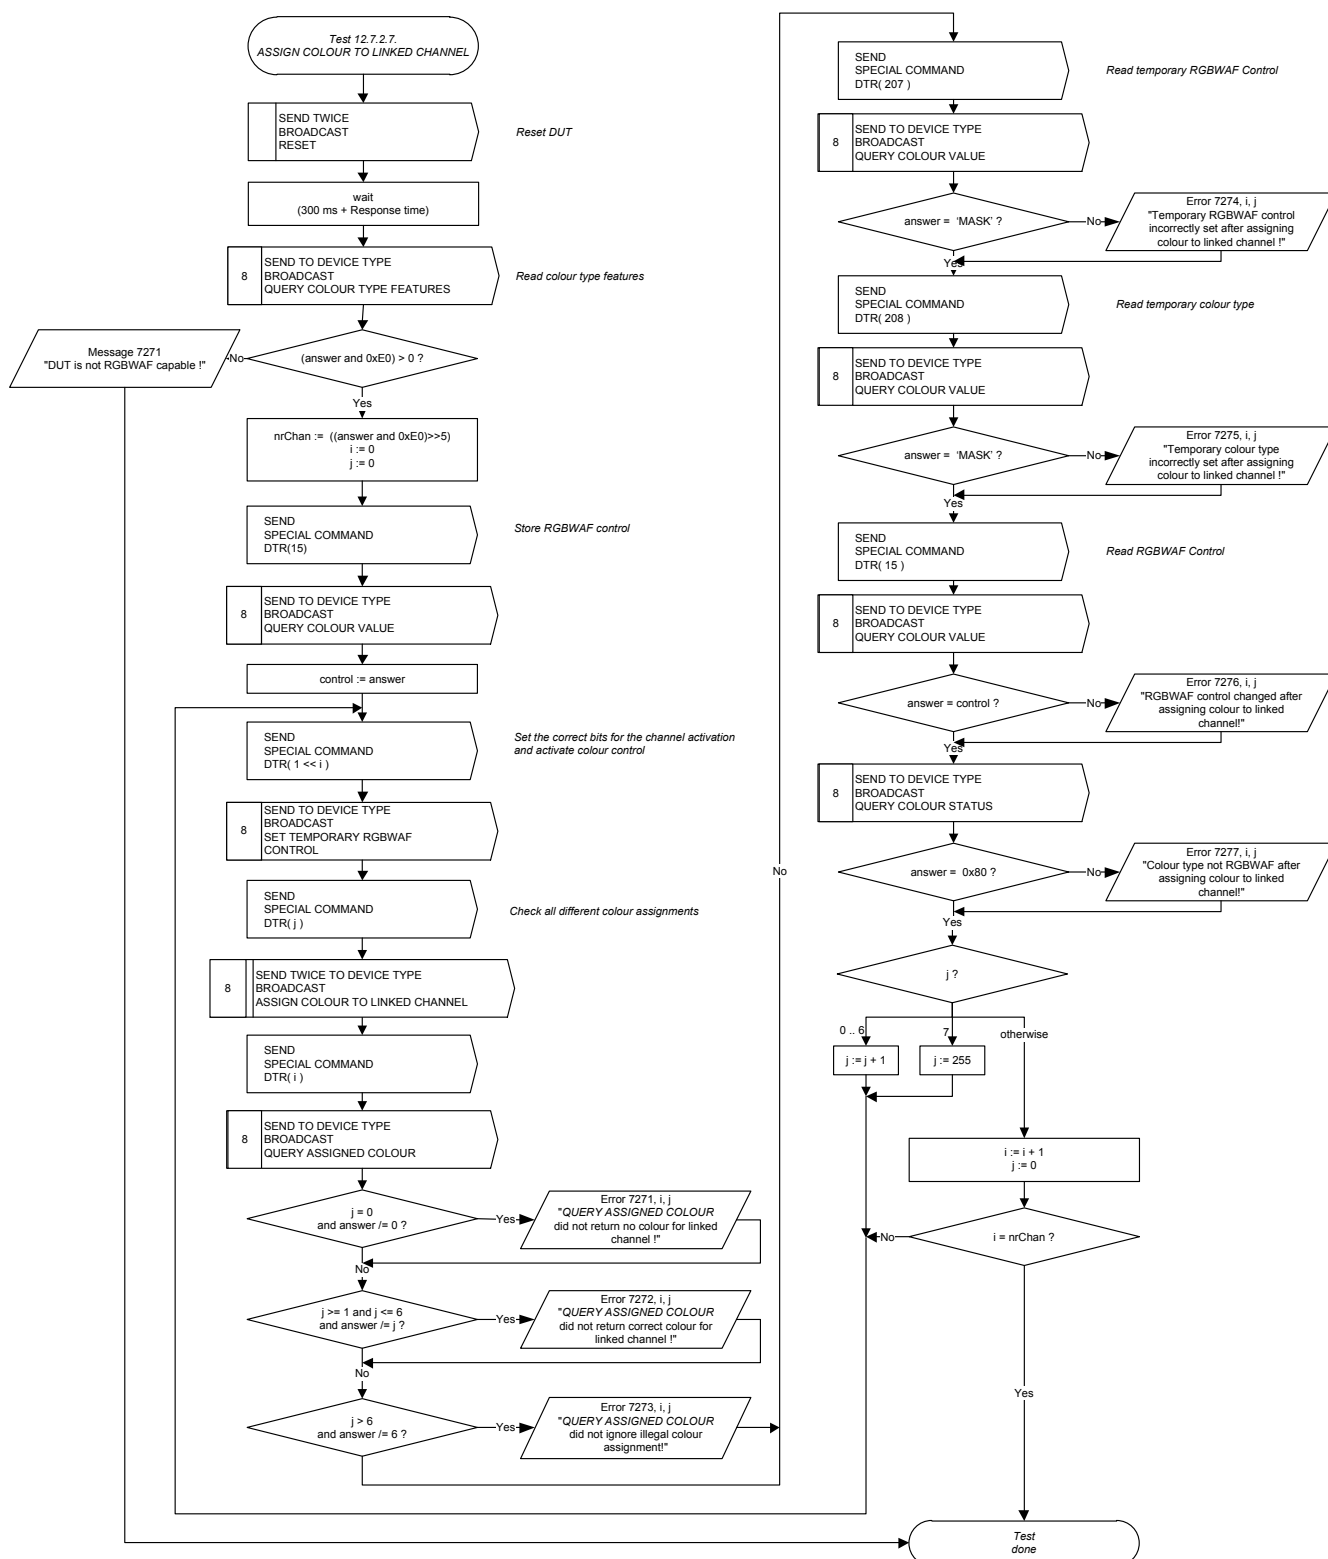 Test 12.7.2.7.
ASSIGN COLOUR TO LINKED CHANNEL
SEND TWICE
BROADCAST
RESET
Reset DUT
wait
(300 ms + Response time)
8
SEND TO DEVICE TYPE
BROADCAST
QUERY COLOUR TYPE FEATURES
Read colour type features
Message 7271
"DUT is not RGBWAF capable !"
No
(answer and 0xE0) > 0 ?
Yes
nrChan := ((answer and 0xE0)>>5)
i := 0
j := 0
SEND
SPECIAL COMMAND
DTR(15)
Store RGBWAF control
8
SEND TO DEVICE TYPE
BROADCAST
QUERY COLOUR VALUE
control := answer
SEND
SPECIAL COMMAND
DTR( 1 << i )
Set the correct bits for the channel activation
and activate colour control
8
SEND TO DEVICE TYPE
BROADCAST
SET TEMPORARY RGBWAF
CONTROL
SEND
SPECIAL COMMAND
DTR( j )
Check all different colour assignments
8
SEND TWICE TO DEVICE TYPE
BROADCAST
ASSIGN COLOUR TO LINKED CHANNEL
SEND
SPECIAL COMMAND
DTR( i )
8
SEND TO DEVICE TYPE
BROADCAST
QUERY ASSIGNED COLOUR
j = 0
and answer /= 0 ?
Yes
Error 7271, i, j
"QUERY ASSIGNED COLOUR
did not return no colour for linked
channel !"
No
j >= 1 and j <= 6
and answer /= j ?
Yes
Error 7272, i, j
"QUERY ASSIGNED COLOUR
did not return correct colour for
linked channel !"
No
j > 6
and answer /= 6 ?
Yes
Error 7273, i, j
"QUERY ASSIGNED COLOUR
did not ignore illegal colour
assignment!"
No
SEND
SPECIAL COMMAND
DTR( 207 )
Read temporary RGBWAF Control
8
SEND TO DEVICE TYPE
BROADCAST
QUERY COLOUR VALUE
answer = ‘MASK’ ?
No
Error 7274, i, j
"Temporary RGBWAF control
incorrectly set after assigning
colour to linked channel !"
Yes
SEND
SPECIAL COMMAND
DTR( 208 )
Read temporary colour type
8
SEND TO DEVICE TYPE
BROADCAST
QUERY COLOUR VALUE
answer = ‘MASK’ ?
No
Error 7275, i, j
"Temporary colour type
incorrectly set after assigning
colour to linked channel !"
Yes
SEND
SPECIAL COMMAND
DTR( 15 )
Read RGBWAF Control
8
SEND TO DEVICE TYPE
BROADCAST
QUERY COLOUR VALUE
answer = control ?
No
Error 7276, i, j
"RGBWAF control changed after
assigning colour to linked
channel!"
Yes
8
SEND TO DEVICE TYPE
BROADCAST
QUERY COLOUR STATUS
answer = 0x80 ?
No
Error 7277, i, j
"Colour type not RGBWAF after
assigning colour to linked
channel!"
Yes
j ?
0 .. 6
7
otherwise
j := j + 1
j := 255
i := i + 1
j := 0
No
i = nrChan ?
Yes
Test
done